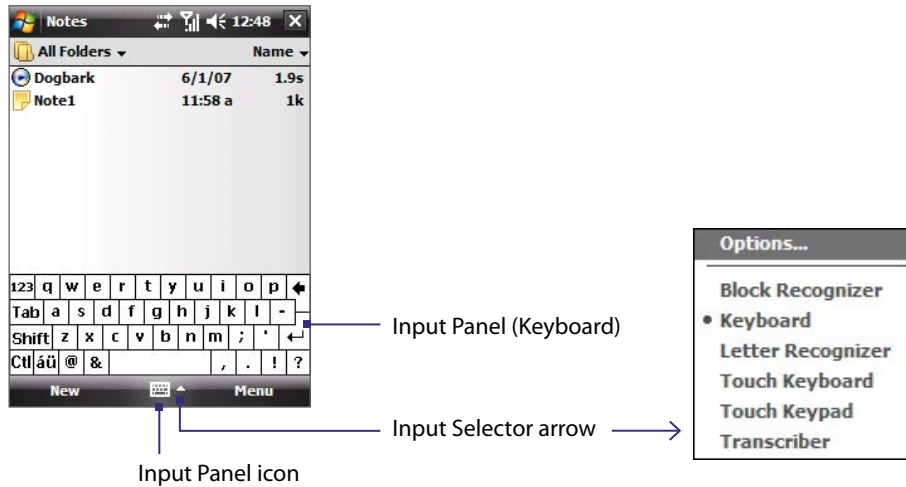 Notes 12:48
All Folders Name
Dogbark 6/1/07 1.9s
Note1 11:58 a 1k
123 q w e r t y u i o p
Tab a s d f g h j k l -
Shift z x c v b n m ; '
Ctl áü @ & , . ! ?
New Menu
Input Panel (Keyboard)
Input Selector arrow
Input Panel icon
Options...
Block Recognizer
Keyboard
Letter Recognizer
Touch Keyboard
Touch Keypad
Transcriber